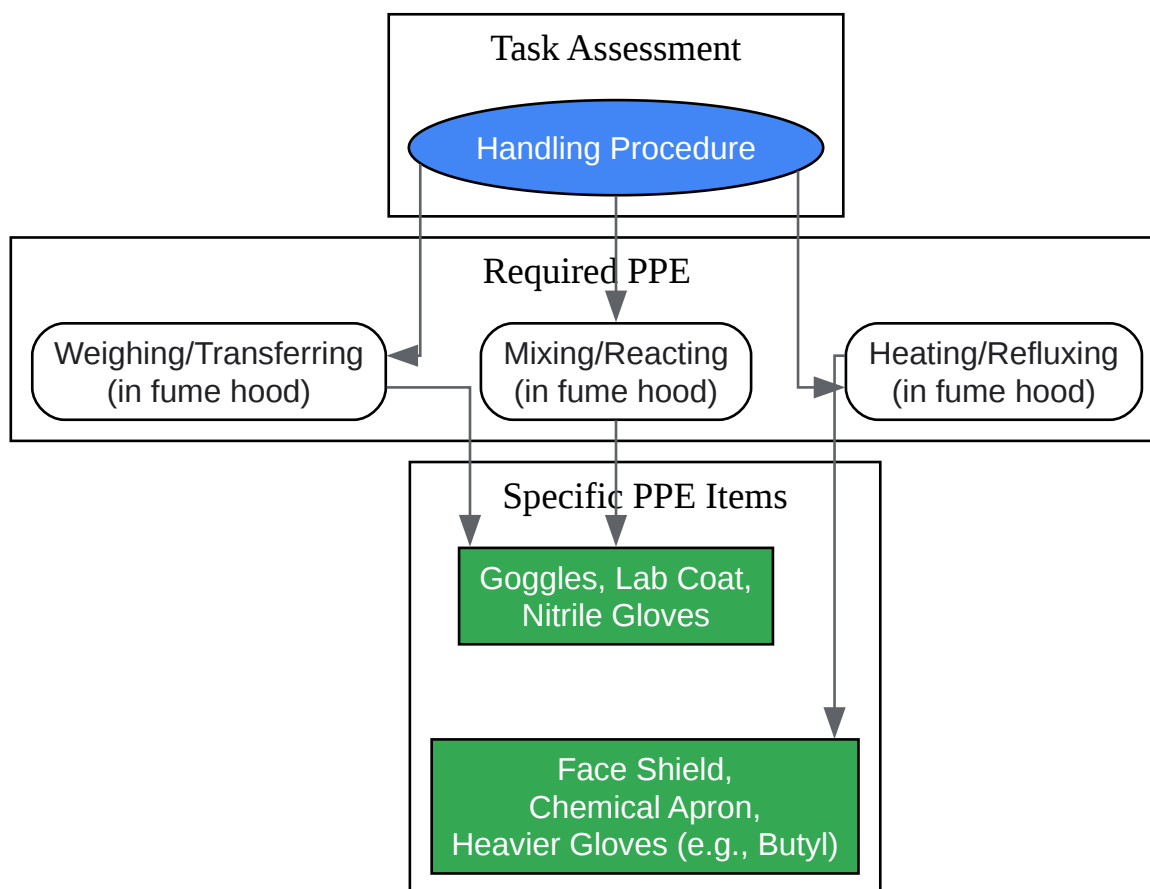 Task Assessment
Handling Procedure
Required PPE
Weighing/Transferring
(in fume hood)
Mixing/Reacting
(in fume hood)
Heating/Refluxing
(in fume hood)
Specific PPE Items
Goggles, Lab Coat,
Nitrile Gloves
Face Shield,
Chemical Apron,
Heavier Gloves (e.g., Butyl)